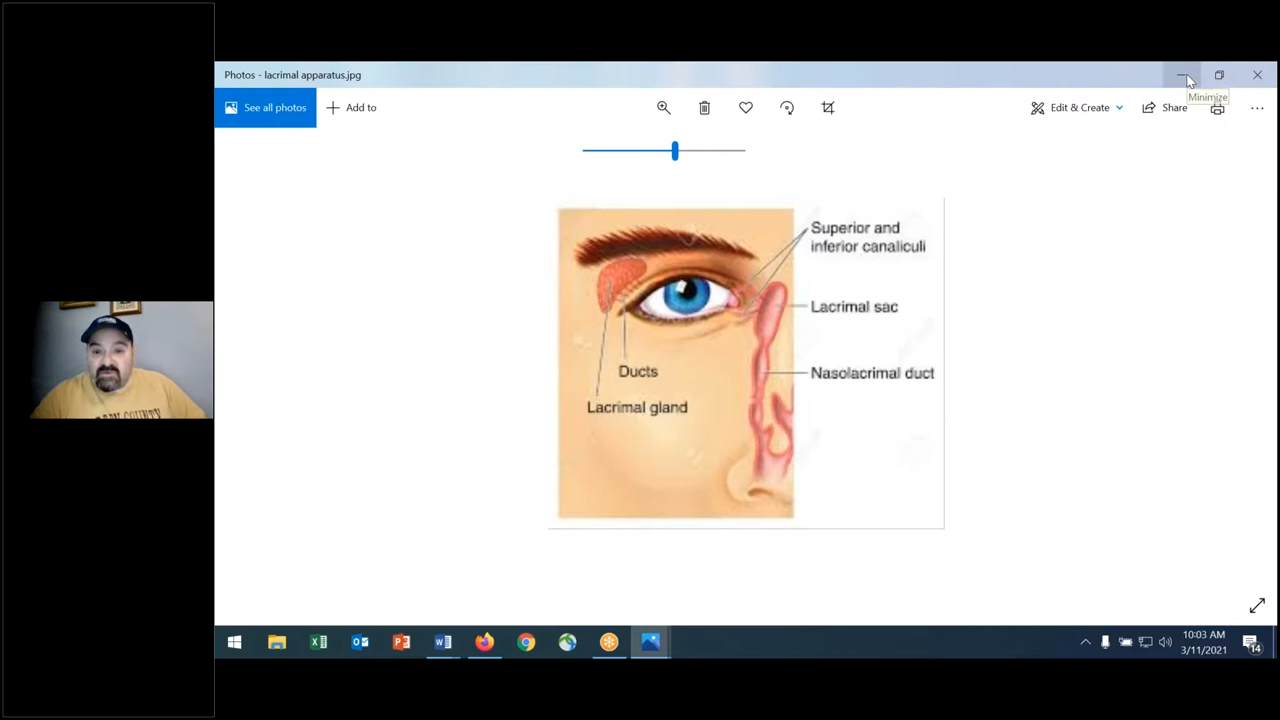 Photos - lacrimal apparatus.jpg
See all photos
Add to
Edit & Create
Share
Minimize
Superior and
inferior canaliculi
Lacrimal sac
Ducts
Nasolacrimal duct
Lacrimal gland
10:03 AM
3/11/2021
14